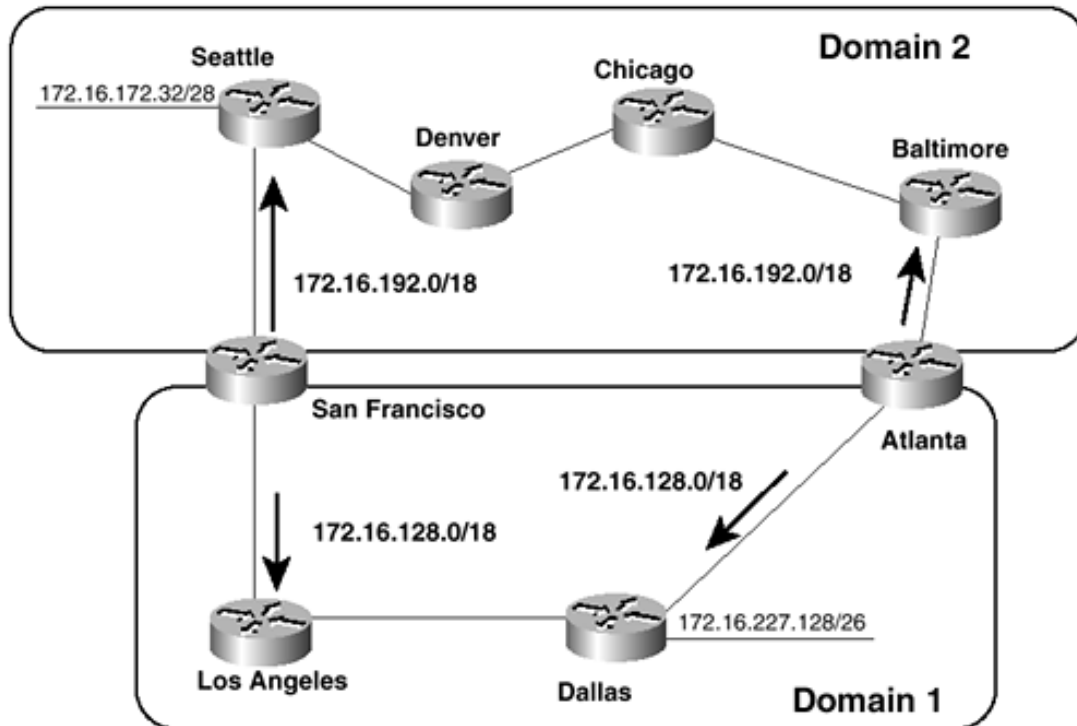 Domain 2
Seattle
Chicago
172.16.172.32/28
Denver
Baltimore
172.16.192.0/18
172.16.192.0/18
San Francisco
Atlanta
172.16.128.0/18
172.16.128.0/18
172.16.227.128/26
Los Angeles
Dallas
Domain 1